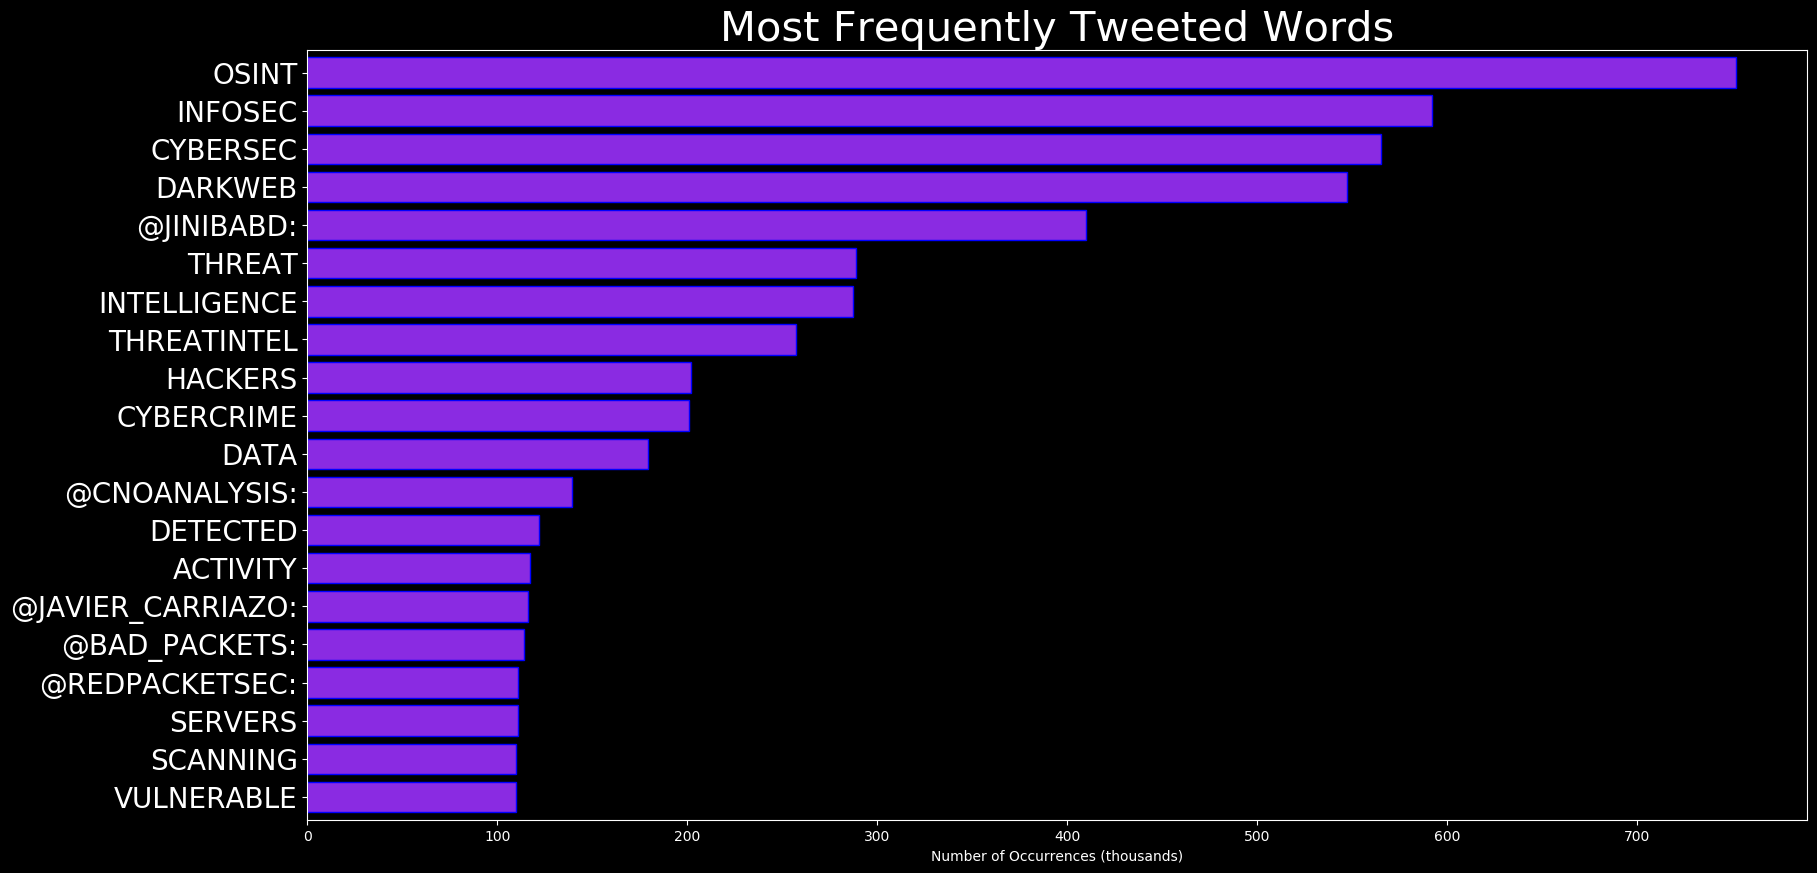 Most Frequently Tweeted Words
OSINT
INFOSEC
CYBERSEC
DARKWEB
@JINIBABD:
THREAT
INTELLIGENCE
THREATINTEL
HACKERS
CYBERCRIME
DATA
@CNOANALYSIS:
DETECTED
ACTIVITY
@JAVIER_CARRIAZO:
@BAD_PACKETS:
@REDPACKETSEC:
SERVERS
SCANNING
VULNERABLE
0 100 200 300 400 500 600 700
Number of Occurrences (thousands)